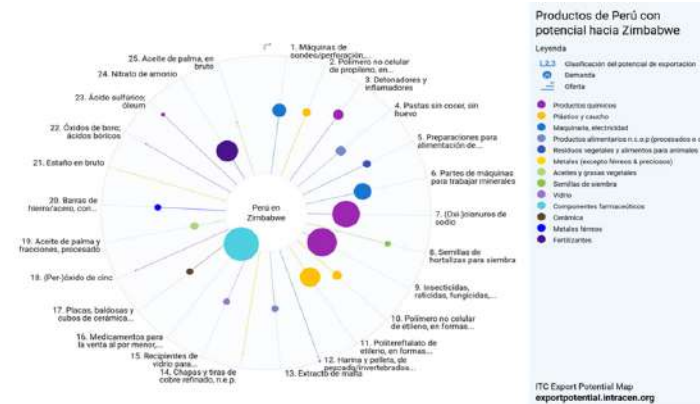 Productos de Perú con
potencial hacia Zimbabwe
Leyenda
1,2,3 Clasificación del potencial de exportación
Demanda
Oferta
Productos químicos
Plástico y caucho
Maquinaria, electricidad
Productos alimentarios n.c.o.p (procesados o
Residuos vegetales y alimentos para animales
Metales (excepto férreos & preciosos)
Aceites y grasas vegetales
Semillas de siembra
Vidrio
Componentes farmaceúticos
Cerámica
Metales férreos
Fertilizantes
Perú en
Zimbabwe
1. Máquinas de
sondeo/perforación...
2. Polímero no celular
de propileno, en...
3. Detonadores y
inflamadores
4. Pastas sin cocer, sin
huevo
5. Preparaciones para
alimentación de...
6. Partes de máquinas
para trabajar minerales
7. (Oxi-)cianuros de
sodio
8. Semillas de
hortalizas para siembra
9. Insecticidas,
raticidas, fungicidas,...
10. Polímero no celular
de etileno, en formas...
11. Politereftalato de
etileno, en formas...
12. Harina y pellets, de
pescado/invertebrados...
13. Extracto de malta
14. Chapas y tiras de
cobre refinado, n.e.p.
15. Recipientes de
vidrio para...
16. Medicamentos para
la venta al por menor,...
17. Placas, baldosas y
cubos de cerámica...
18. (Per-)óxido de cinc
19. Aceite de palma y
fracciones, procesado
20. Barras de
hierro/acero, con...
21. Estaño en bruto
22. Óxidos de boro;
ácidos bóricos
23. Ácido sulfúrico;
óleum
24. Nitrato de amonio
25. Aceite de palma, en
bruto
ITC Export Potential Map
exportpotential.intracen.org